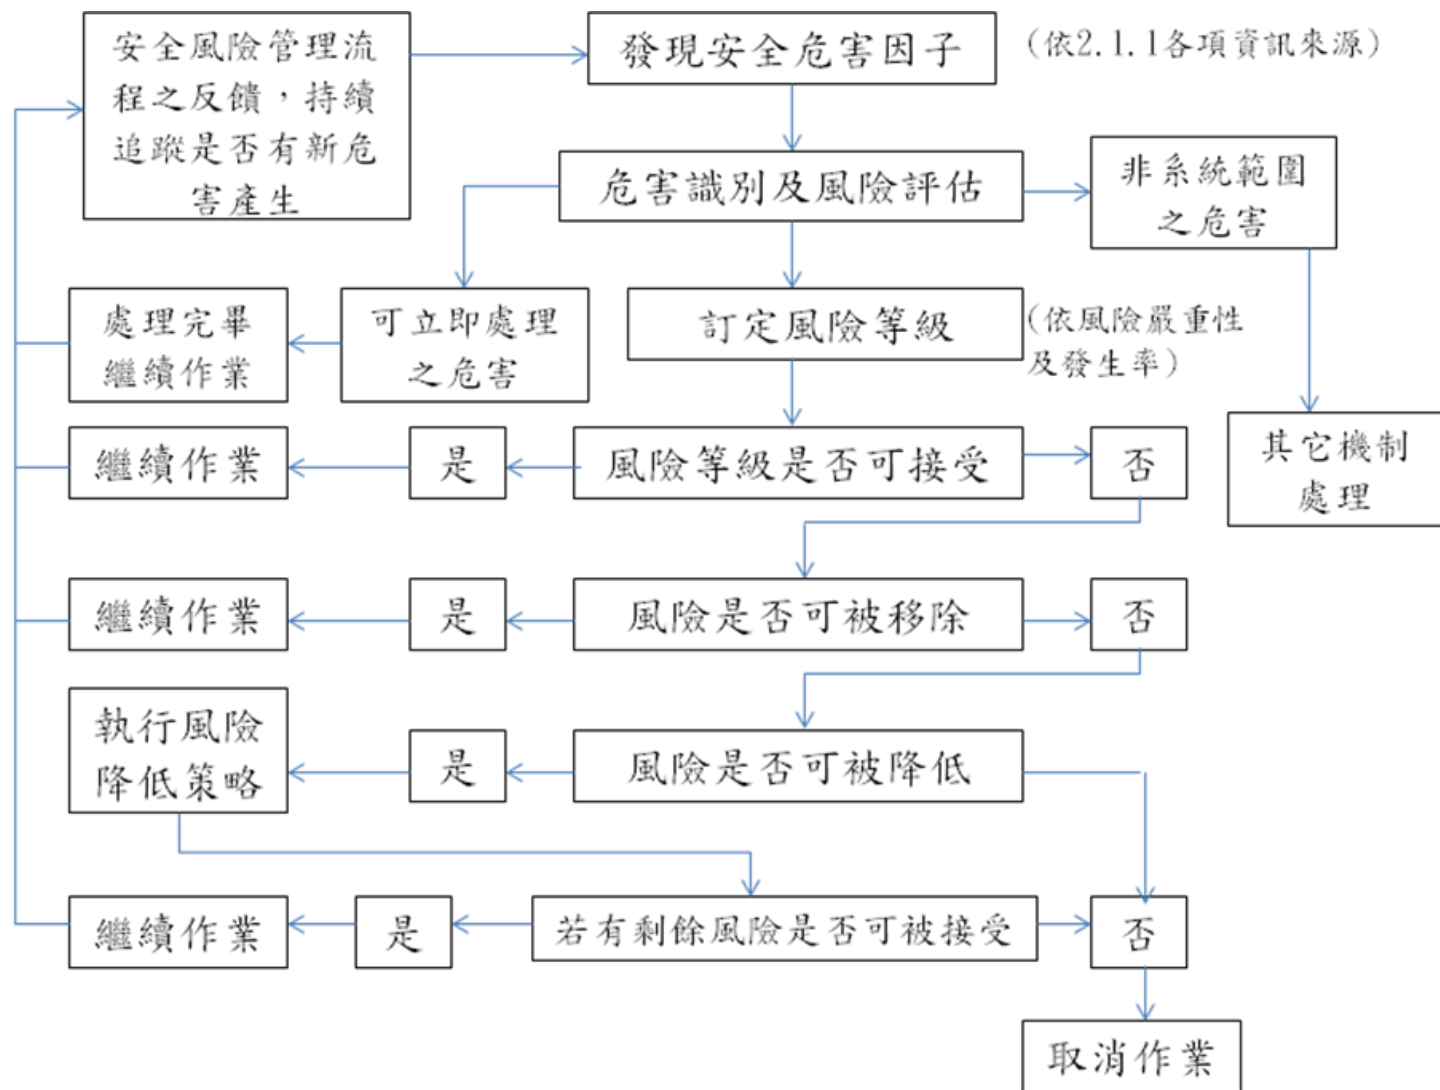 安全風險管理流
程之反饋，持續
追蹤是否有新危
害產生
發現安全危害因子
(依2.1.1各項資訊來源)
危害識別及風險評估
非系統範圍
之危害
處理完畢
繼續作業
可立即處理
之危害
訂定風險等級
(依風險嚴重性
及發生率)
其它機制
處理
繼續作業
是
風險等級是否可接受
否
繼續作業
是
風險是否可被移除
否
執行風險
降低策略
是
風險是否可被降低
繼續作業
是
若有剩餘風險是否可被接受
否
取消作業